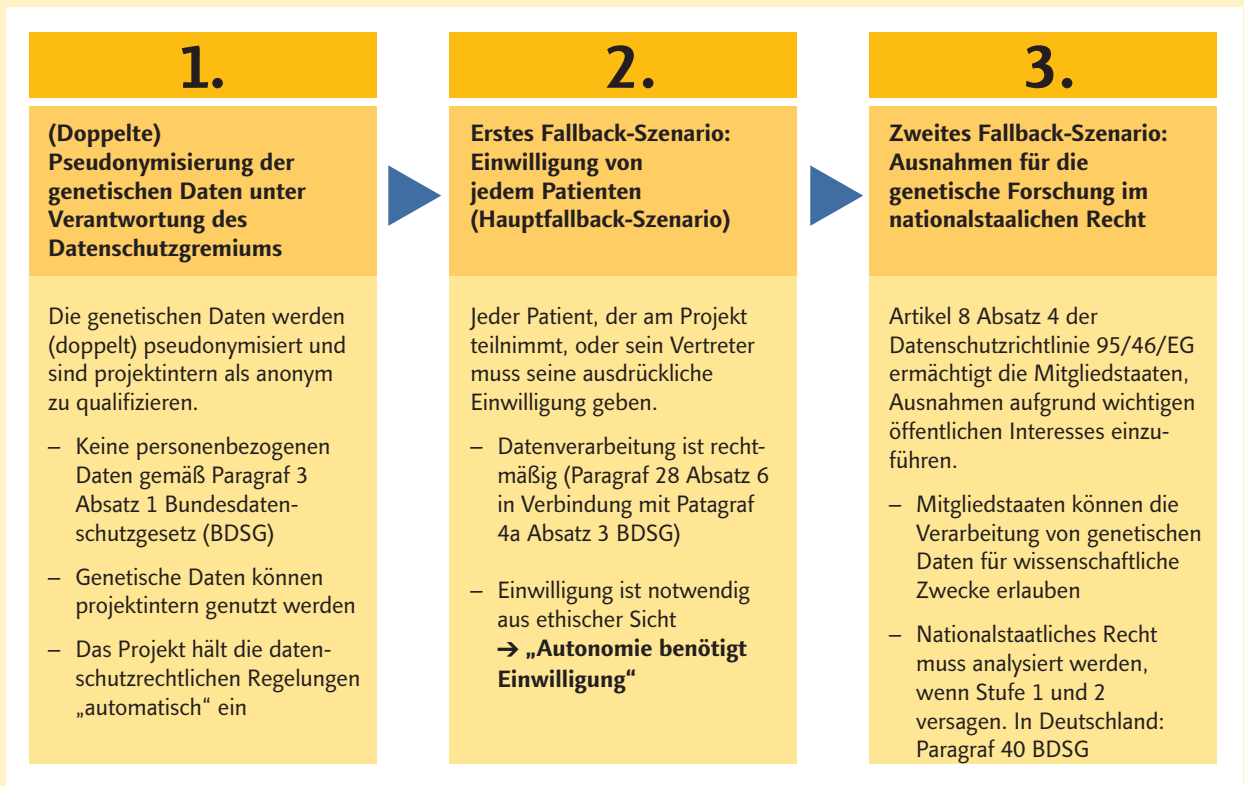 1.
(Doppelte)
Pseudonymisierung der
genetischen Daten unter
Verantwortung des
Datenschutzgremiums
Die genetischen Daten werden
(doppelt) pseudonymisiert und
sind projektintern als anonym
zu qualifizieren.
– Keine personenbezogenen
Daten gemäß Paragraf 3
Absatz 1 Bundesdaten-
schutzgesetz (BDSG)
– Genetische Daten können
projektintern genutzt werden
– Das Projekt hält die daten-
schutzrechtlichen Regelungen
„automatisch“ ein
2.
Erstes Fallback-Szenario:
Einwilligung von
jedem Patienten
(Hauptfallback-Szenario)
Jeder Patient, der am Projekt
teilnimmt, oder sein Vertreter
muss seine ausdrückliche
Einwilligung geben.
– Datenverarbeitung ist recht-
mäßig (Paragraf 28 Absatz 6
in Verbindung mit Patagraf
4a Absatz 3 BDSG)
– Einwilligung ist notwendig
aus ethischer Sicht
➔ „Autonomie benötigt
Einwilligung“
3.
Zweites Fallback-Szenario:
Ausnahmen für die
genetische Forschung im
nationalstaalichen Recht
Artikel 8 Absatz 4 der
Datenschutzrichtlinie 95/46/EG
ermächtigt die Mitgliedstaaten,
Ausnahmen aufgrund wichtigen
öffentlichen Interesses einzu-
führen.
– Mitgliedstaaten können die
Verarbeitung von genetischen
Daten für wissenschaftliche
Zwecke erlauben
– Nationalstaatliches Recht
muss analysiert werden,
wenn Stufe 1 und 2
versagen. In Deutschland:
Paragraf 40 BDSG